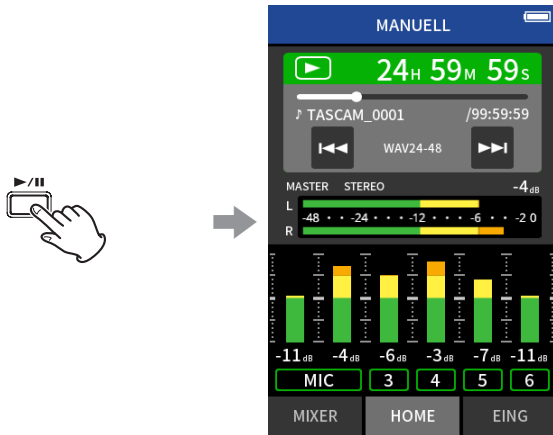 ►/II
MANUELL
24H 59M 59S
♪ TASCAM_0001 /99:59:59
WAV24-48
MASTER STEREO -4dB
L
-48 • • -24 • • • -12 • • • -6 • • -2 0
R
-11dB -4dB -6dB -3dB -7dB -11dB
MIC 3 4 5 6
MIXER HOME EING